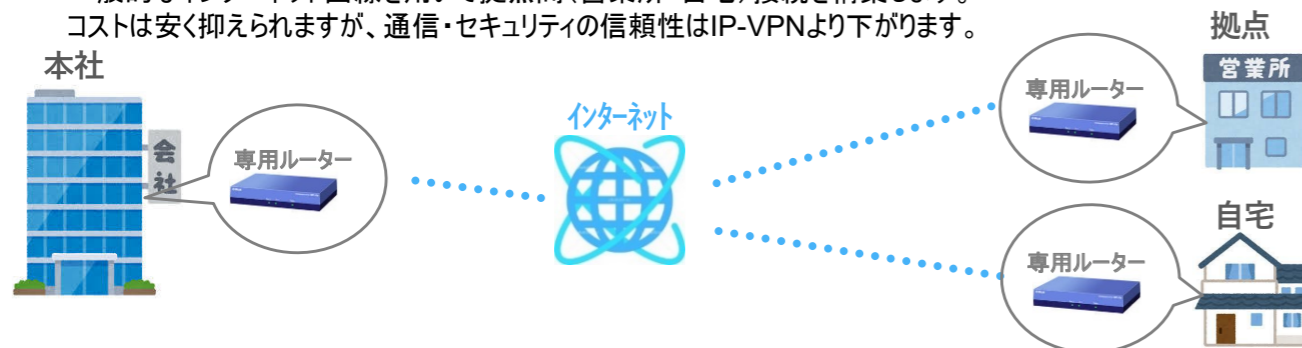 コストは安く抑えられますが、通信・セキュリティの信頼性はIP-VPNより下がります。
本社
会社
専用ルーター
インターネット
専用ルーター
拠点
営業所
自宅
専用ルーター